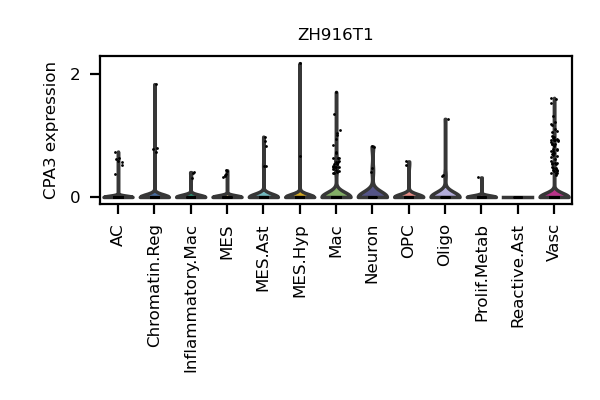 ZH916T1
CPA3 expression
2
0
AC
Chromatin.Reg
Inflammatory.Mac
MES
MES.Ast
MES.Hyp
Mac
Neuron
OPC
Oligo
Prolif.Metab
Reactive.Ast
Vasc